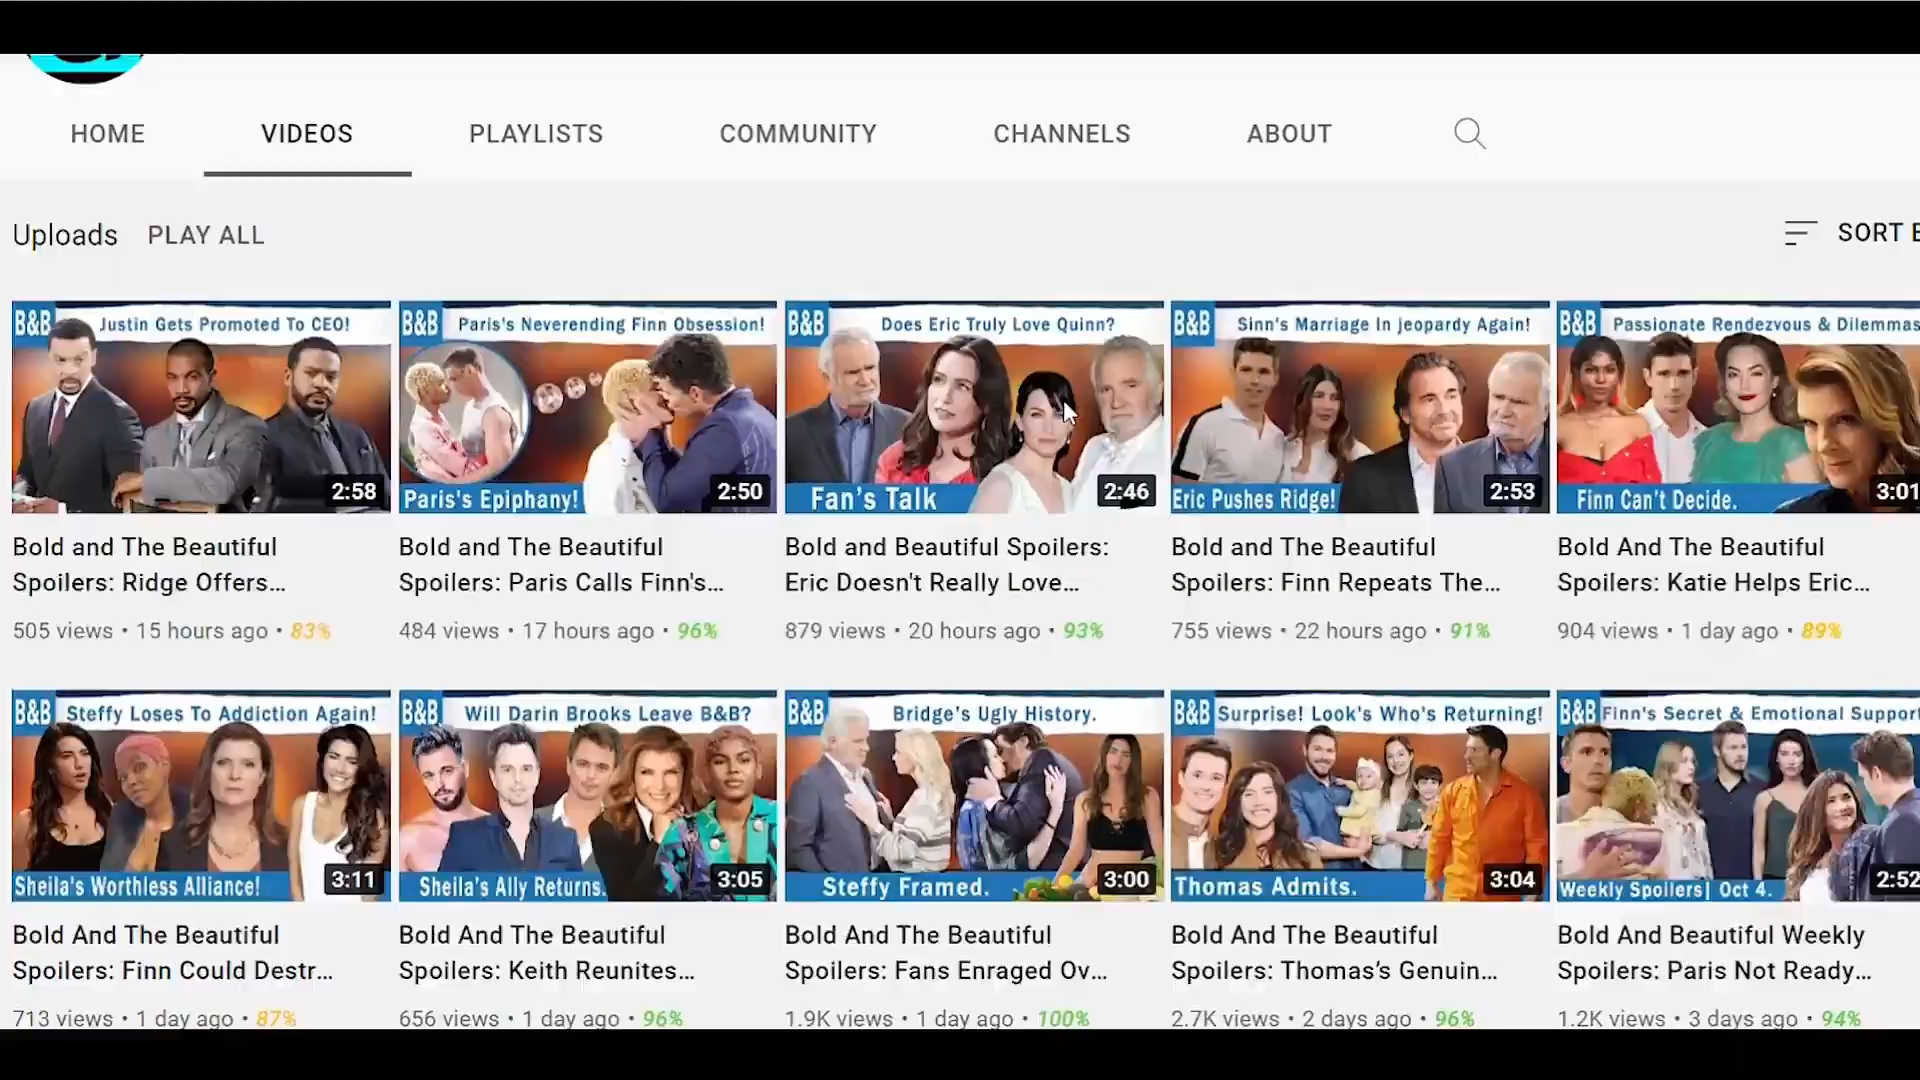 HOME VIDEOS PLAYLISTS COMMUNITY CHANNELS ABOUT
Uploads PLAY ALL
SORT B
B&B Justin Gets Promoted To CEO!
2:58
B&B Paris's Neverending Finn Obsession!
Paris's Epiphany!
2:50
B&B Does Eric Truly Love Quinn?
Fan's Talk
2:46
B&B Sinn's Marriage In Jeopardy Again!
Eric Pushes Ridge!
2:53
B&B Passionate Rendezvous & Dilemmas
Finn Can't Decide.
3:01
Bold and The Beautiful
Spoilers: Ridge Offers...
505 views • 15 hours ago • 83%
Bold and The Beautiful
Spoilers: Paris Calls Finn's...
484 views • 17 hours ago • 96%
Bold and Beautiful Spoilers:
Eric Doesn't Really Love...
879 views • 20 hours ago • 93%
Bold and The Beautiful
Spoilers: Finn Repeats The...
755 views • 22 hours ago • 91%
Bold And The Beautiful
Spoilers: Katie Helps Eric...
904 views • 1 day ago • 89%
B&B Steffy Loses To Addiction Again!
Sheila's Worthless Alliance!
3:11
B&B Will Darin Brooks Leave B&B?
Sheila's Ally Returns.
3:05
B&B Bridge's Ugly History.
Steffy Framed.
3:00
B&B Surprise! Look's Who's Returning!
Thomas Admits.
3:04
B&B Finn's Secret & Emotional Support
Weekly Spoilers| Oct 4.
2:52
Bold And The Beautiful
Spoilers: Finn Could Destr...
713 views • 1 day ago • 87%
Bold And The Beautiful
Spoilers: Keith Reunites...
656 views • 1 day ago • 96%
Bold And The Beautiful
Spoilers: Fans Enraged Ov...
1.9K views • 1 day ago • 100%
Bold And The Beautiful
Spoilers: Thomas’s Genuin...
2.7K views • 2 days ago • 96%
Bold And Beautiful Weekly
Spoilers: Paris Not Ready...
1.2K views • 3 days ago • 94%